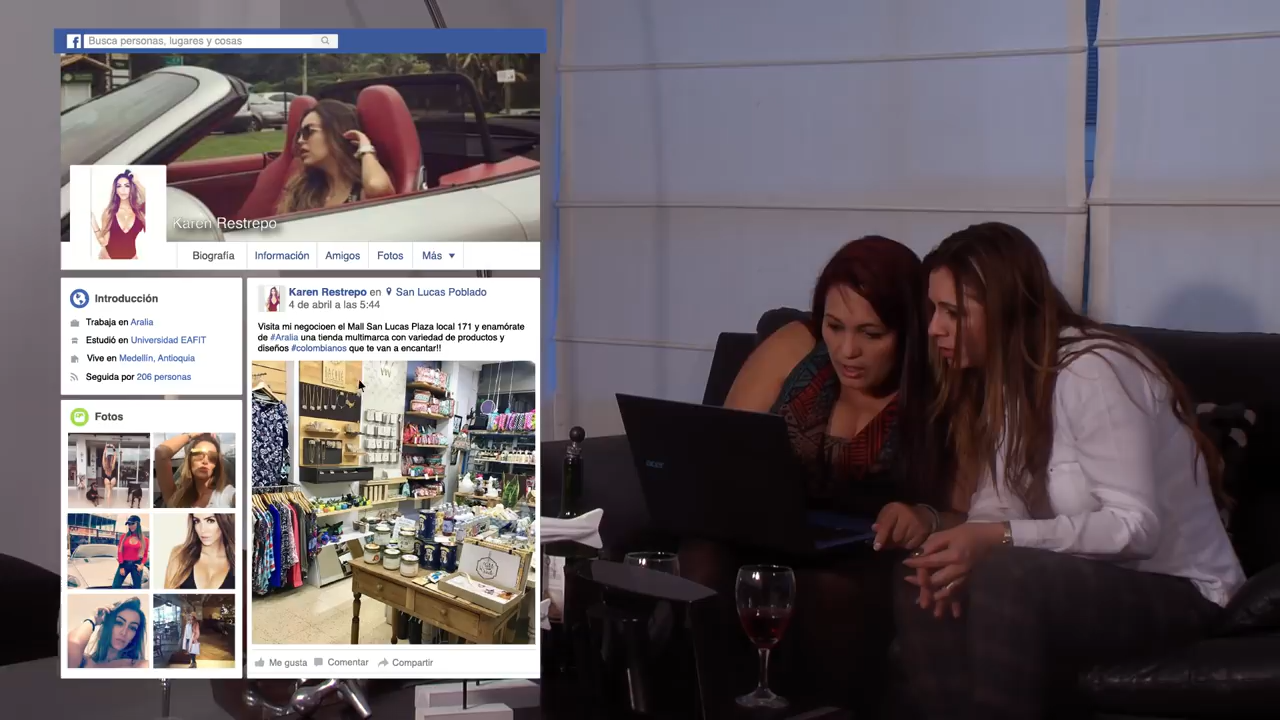 Busca personas, lugares y cosas
Karen Restrepo
Biografía
Información
Amigos
Fotos
Más
Introducción
Trabaja en Aralia
Estudió en Universidad EAFIT
Vive en Medellín, Antioquia
Seguida por 206 personas
Fotos
Karen Restrepo en San Lucas Poblado
4 de abril a las 5:44
Visita mi negocioen el Mall San Lucas Plaza local 171 y enamórate
de #Aralia una tienda multimarca con variedad de productos y
diseños #colombianos que te van a encantar!!
Me gusta
Comentar
Compartir
acer